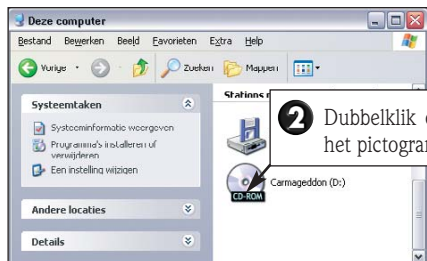 Deze computer
Bestand Bewerken Beeld Favorieten Extra Help
Vorige Zoeken Mappen
Stations
Systeemtaken
Systeeminformatie weergeven
Programma's installeren of
verwijderen
Een instelling wijzigen
2 Dubbelklik
het
Carmageddon (D:)
CD-ROM
Andere locaties
Details